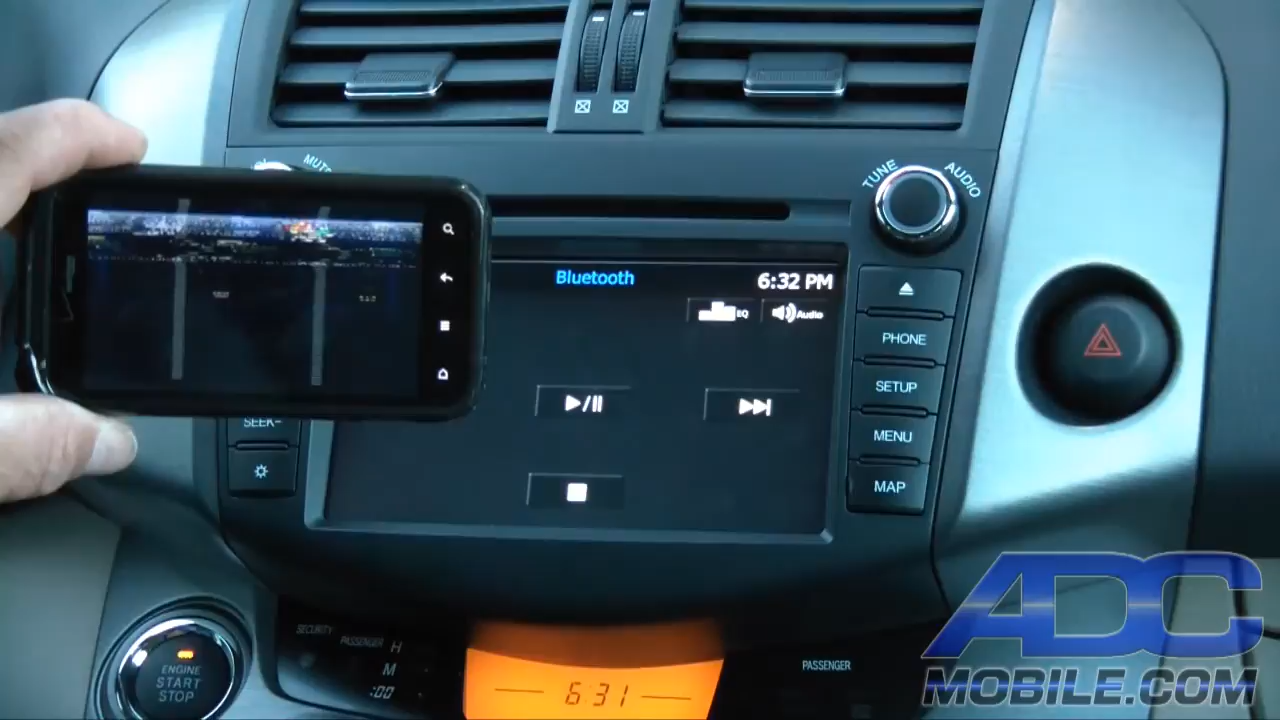 MUTE
TUNE
AUDIO
Bluetooth
6:32 PM
EQ
Audio
PHONE
SETUP
MENU
MAP
SEEK-
SECURITY
PASSENGER
H
M
:00
ENGINE
START
STOP
6 31
PASSENGER
ADC
MOBILE.COM